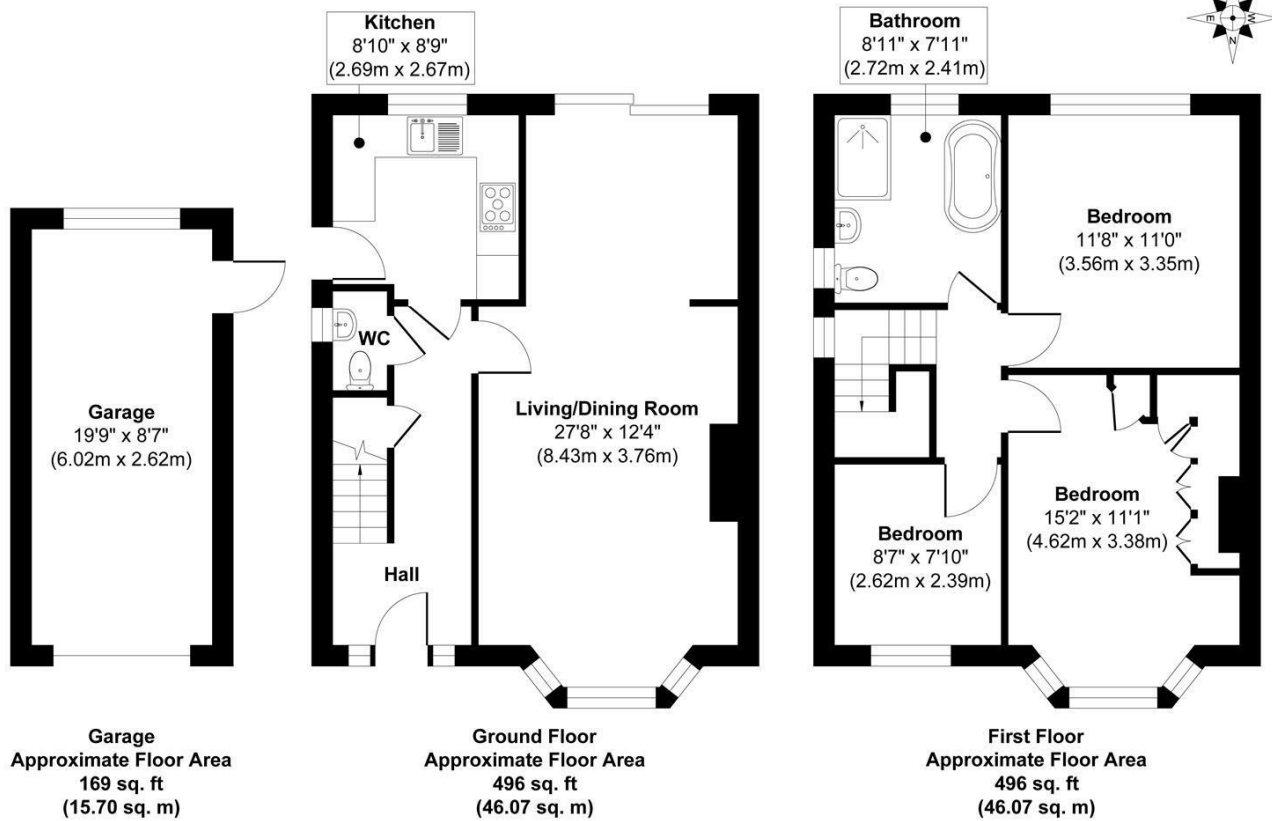 Kitchen
8'10" x 8'9"
(2.69m x 2.67m)
Bathroom
8'11" x 7'11"
(2.72m x 2.41m)
E
W
N
Bedroom
11'8" x 11'0"
(3.56m x 3.35m)
WC
Garage
19'9" x 8'7"
(6.02m x 2.62m)
Living/Dining Room
27'8" x 12'4"
(8.43m x 3.76m)
Hall
Bedroom
8'7" x 7'10"
(2.62m x 2.39m)
Bedroom
15'2" x 11'1"
(4.62m x 3.38m)
Garage
Approximate Floor Area
169 sq. ft
(15.70 sq. m)
Ground Floor
Approximate Floor Area
496 sq. ft
(46.07 sq. m)
First Floor
Approximate Floor Area
496 sq. ft
(46.07 sq. m)